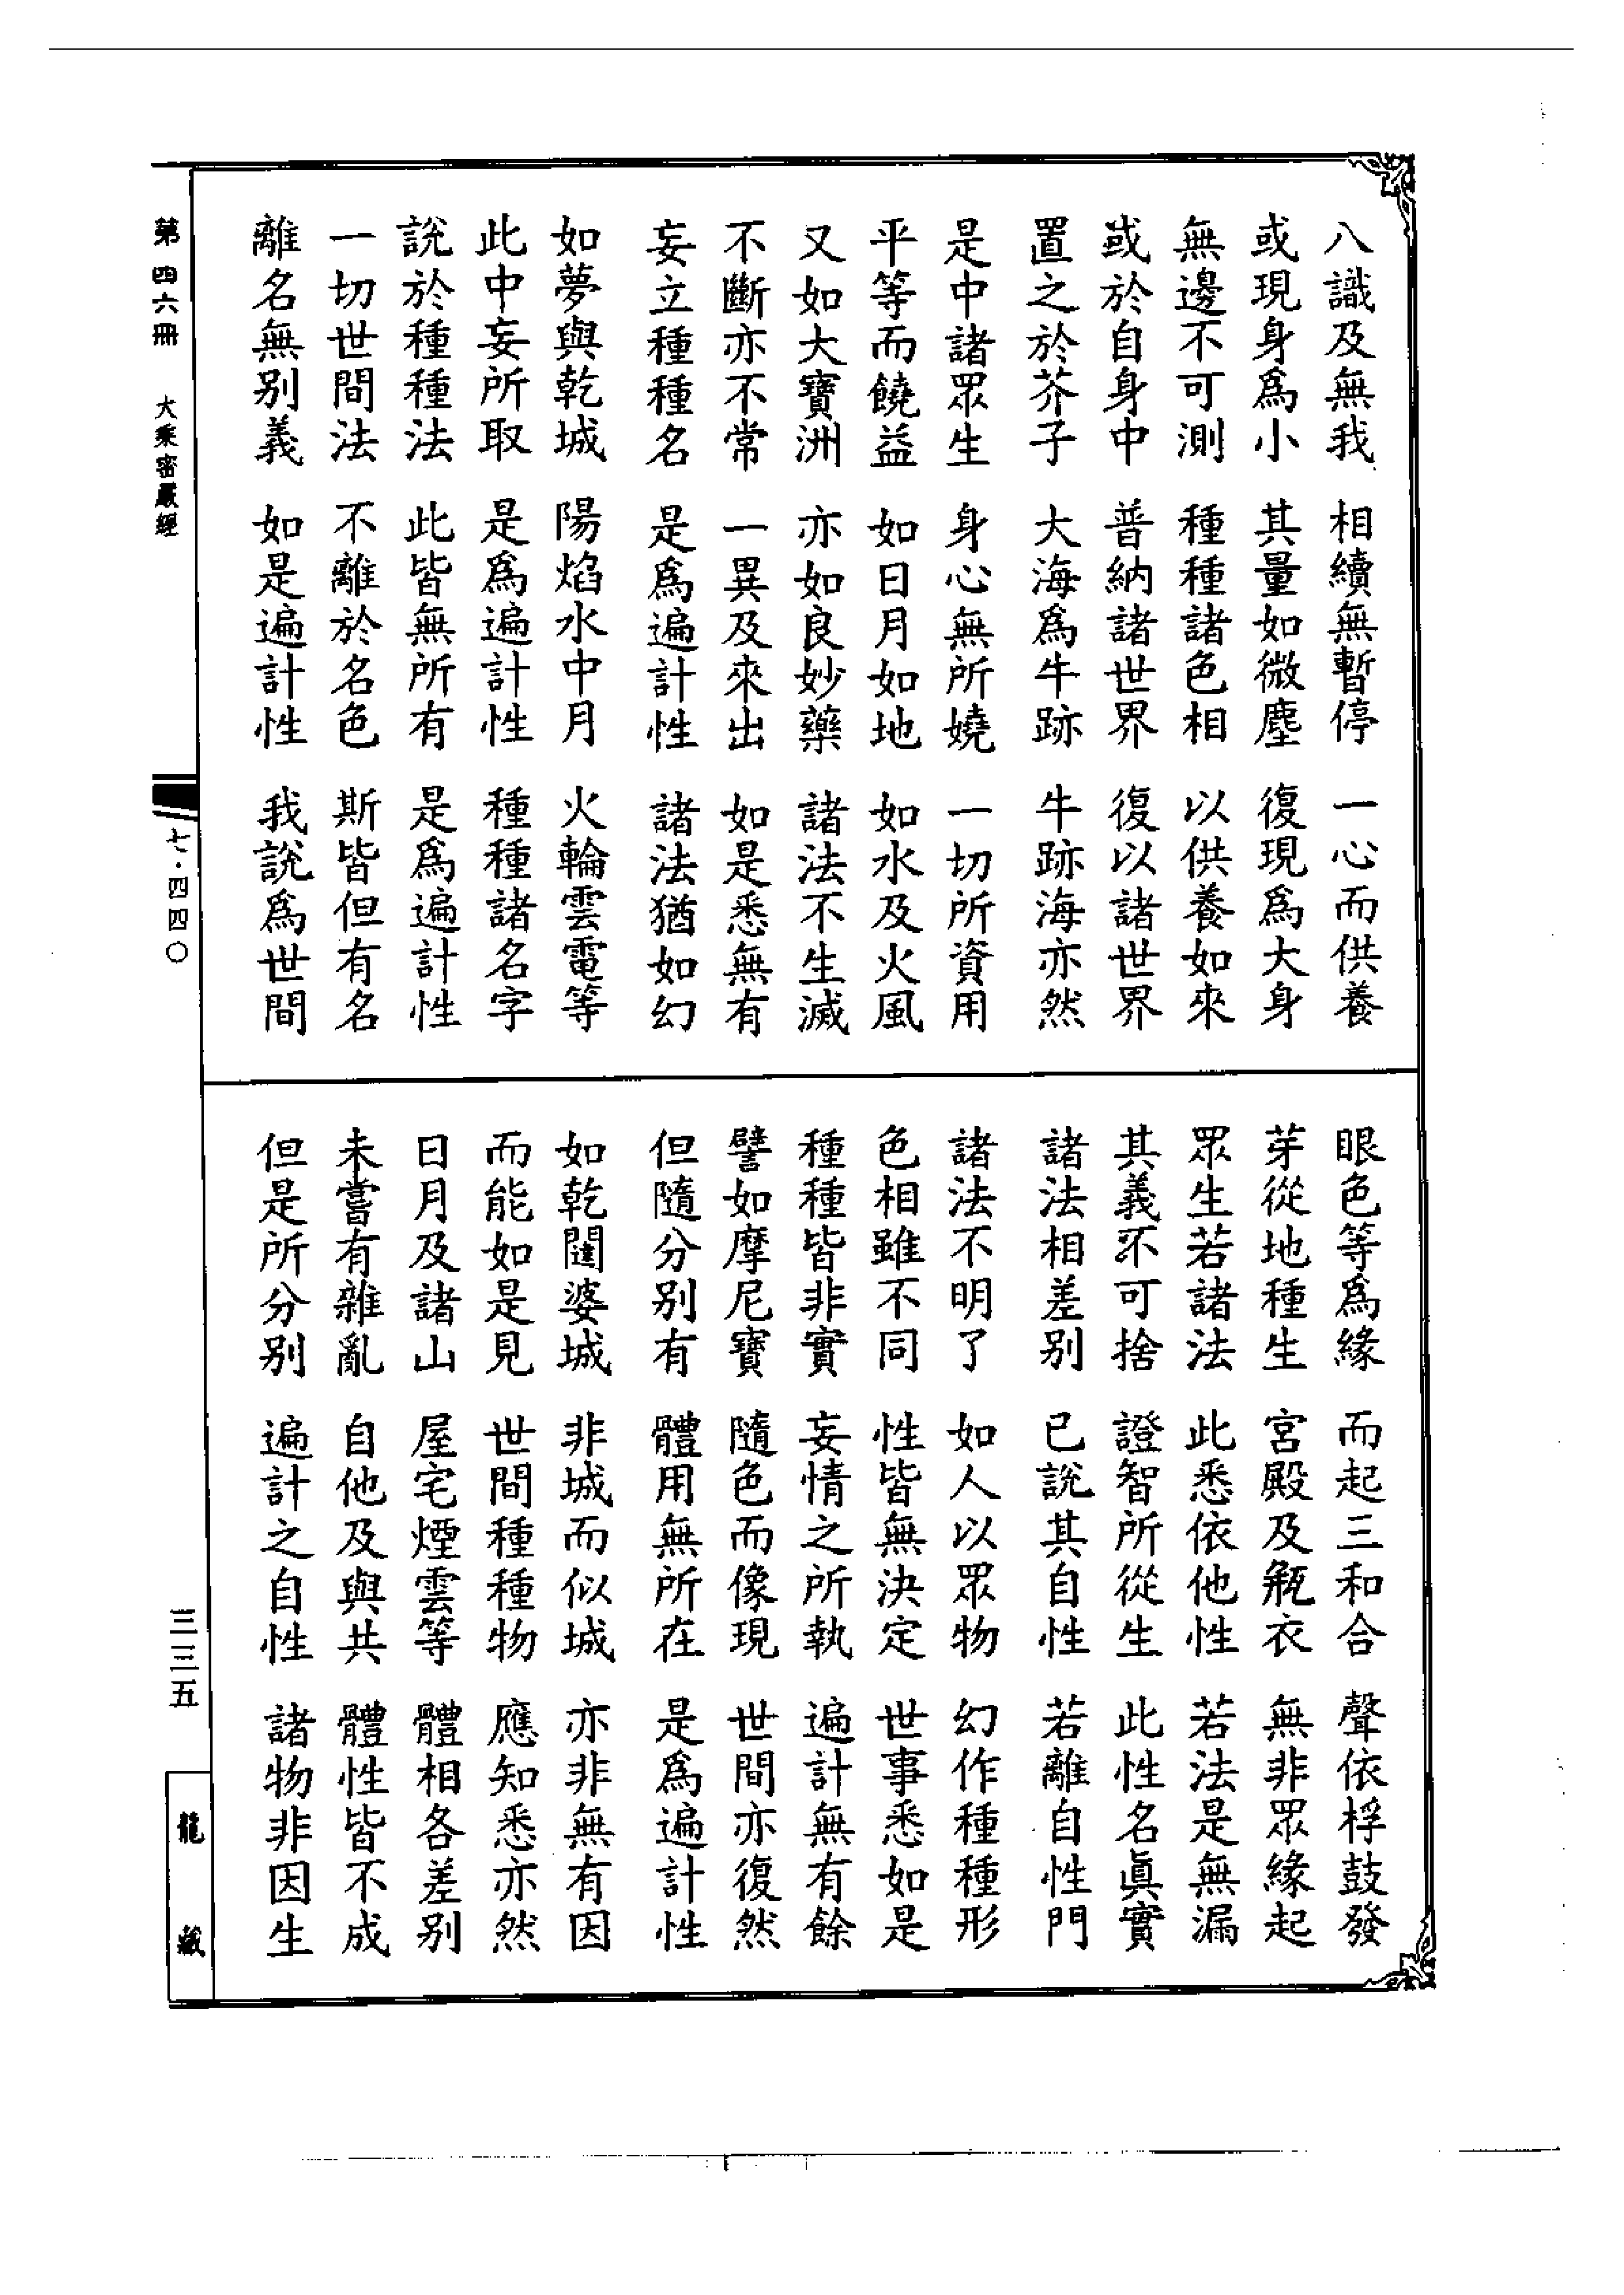 八識及無我 相續無暫停 一心而供養
或現身爲小 其量如微塵 復現爲大身
無邊不可測 種種諸色相 以供養如來
或於自身中 普納諸世界 復以諸世界
置之於芥子 大海爲牛跡 牛跡海亦然
是中諸眾生 身心無所嬈 一切所資用
平等而饒益 如日月如地 如水及火風
又如大寶洲 亦如良妙藥 諸法不生滅
不斷亦不常 一異及來出 如是悉無有
妄立種種名 是爲遍計性 諸法猶如幻
如夢與乾城 陽焰水中月 火輪雲電等
此中妄所取 是爲遍計性 種種諸名字
說於種種法 此皆無所有 是爲遍計性
一切世間法 不離於名色 斯皆但有名
離名無別義 如是遍計性 我說爲世間
眼色等爲緣 而起三和合 聲依桴鼓發
芽從地種生 宮殿及瓶衣 無非眾緣起
眾生若諸法 此悉依他性 若法是無漏
其義不可捨 證智所從生 此性名眞實
諸法相差別 已說其自性 若離自性門
諸法不明了 如人以眾物 幻作種種形
色相雖不同 性皆無決定 世事悉如是
種種皆非實 妄情之所執 遍計無有餘
譬如摩尼寶 隨色而像現 世間亦復然
但隨分別有 體用無所在 是爲遍計性
如乾闥婆城 非城而似城 亦非無有因
而能如是見 世間種種物 應知悉亦然
日月及諸山 屋宅煙雲等 體相各差別
未嘗有雜亂 自他及與共 體性皆不成
但是所分別 遍計之自性 諸物非因生
第四六冊 大乘密嚴經
七·四四〇
三三五
龍藏